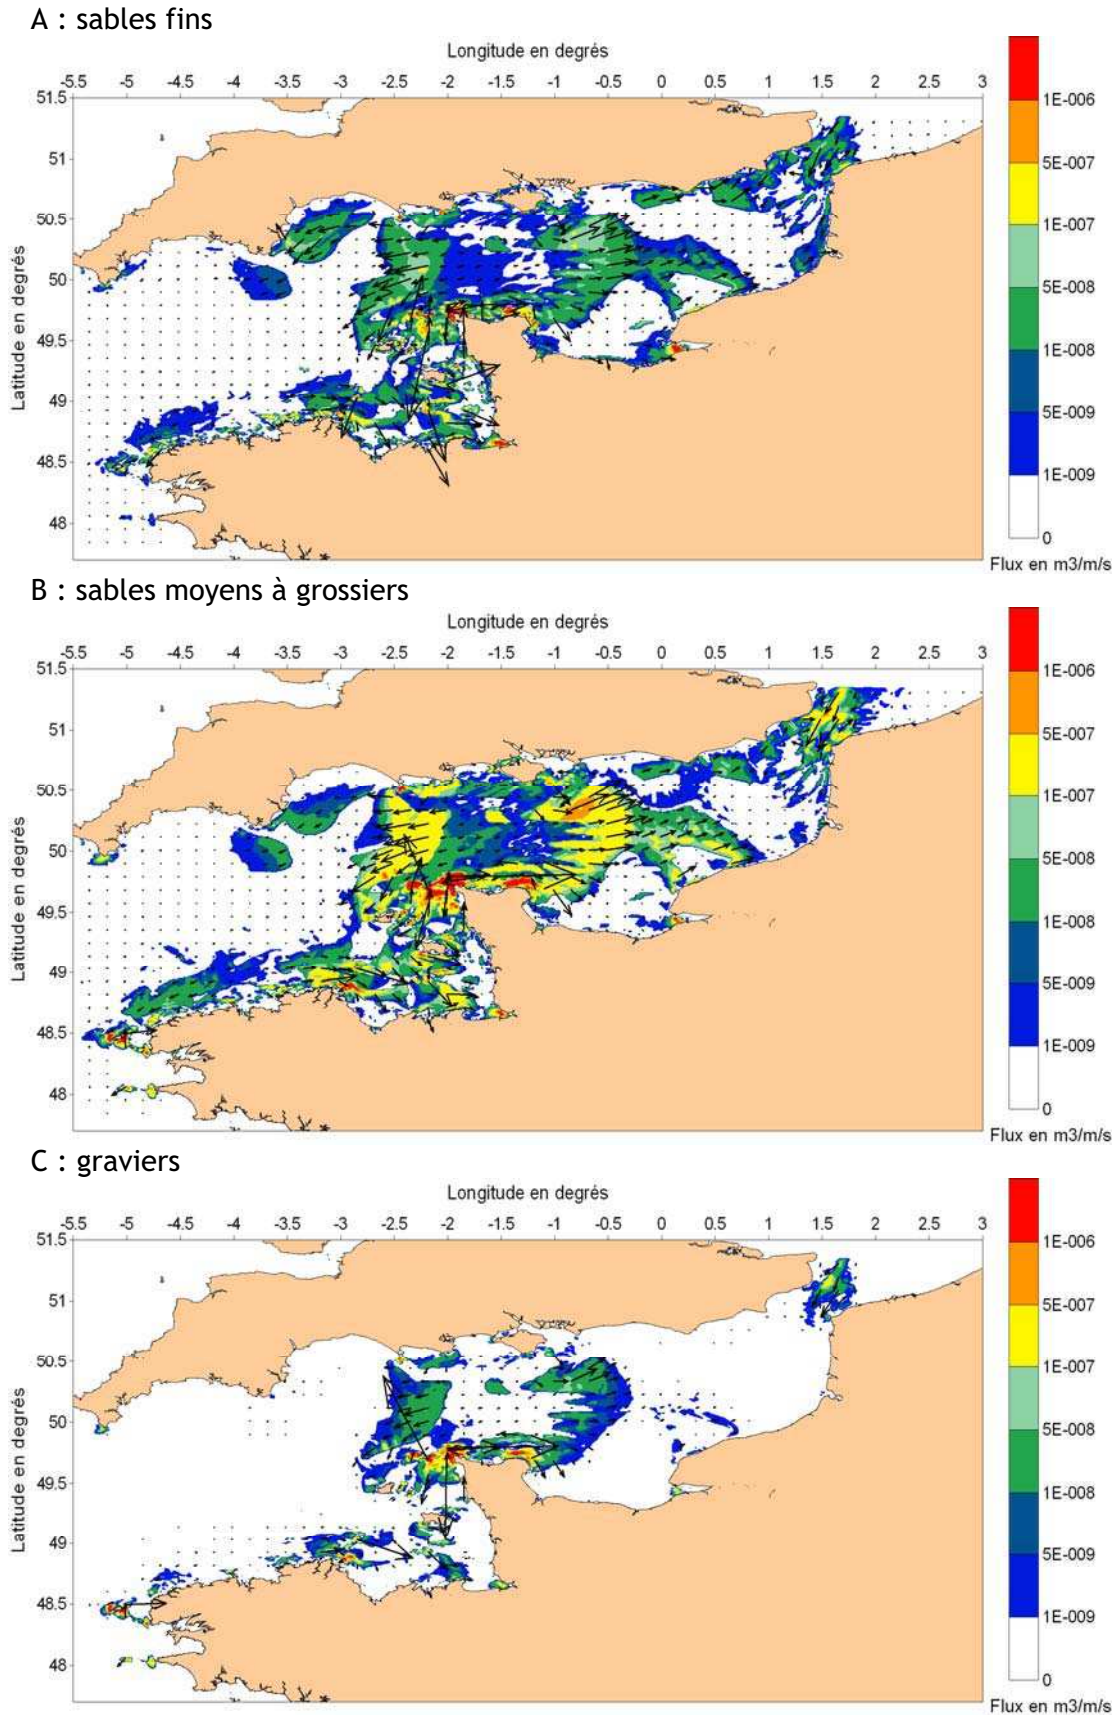 A : sables fins
Longitude en degrés
-5.5 -5 -4.5 -4 -3.5 -3 -2.5 -2 -1.5 -1 -0.5 0 0.5 1 1.5 2 2.5 3
51.5
51
50.5
50
49.5
49
48.5
48
Latitude en degrés
1E-006
5E-007
1E-007
5E-008
1E-008
5E-009
1E-009
0
Flux en m3/m/s
B : sables moyens à grossiers
Longitude en degrés
-5.5 -5 -4.5 -4 -3.5 -3 -2.5 -2 -1.5 -1 -0.5 0 0.5 1 1.5 2 2.5 3
51.5
51
50.5
50
49.5
49
48.5
48
Latitude en degrés
1E-006
5E-007
1E-007
5E-008
1E-008
5E-009
1E-009
0
Flux en m3/m/s
C : graviers
Longitude en degrés
-5.5 -5 -4.5 -4 -3.5 -3 -2.5 -2 -1.5 -1 -0.5 0 0.5 1 1.5 2 2.5 3
51.5
51
50.5
50
49.5
49
48.5
48
Latitude en degrés
1E-006
5E-007
1E-007
5E-008
1E-008
5E-009
1E-009
0
Flux en m3/m/s